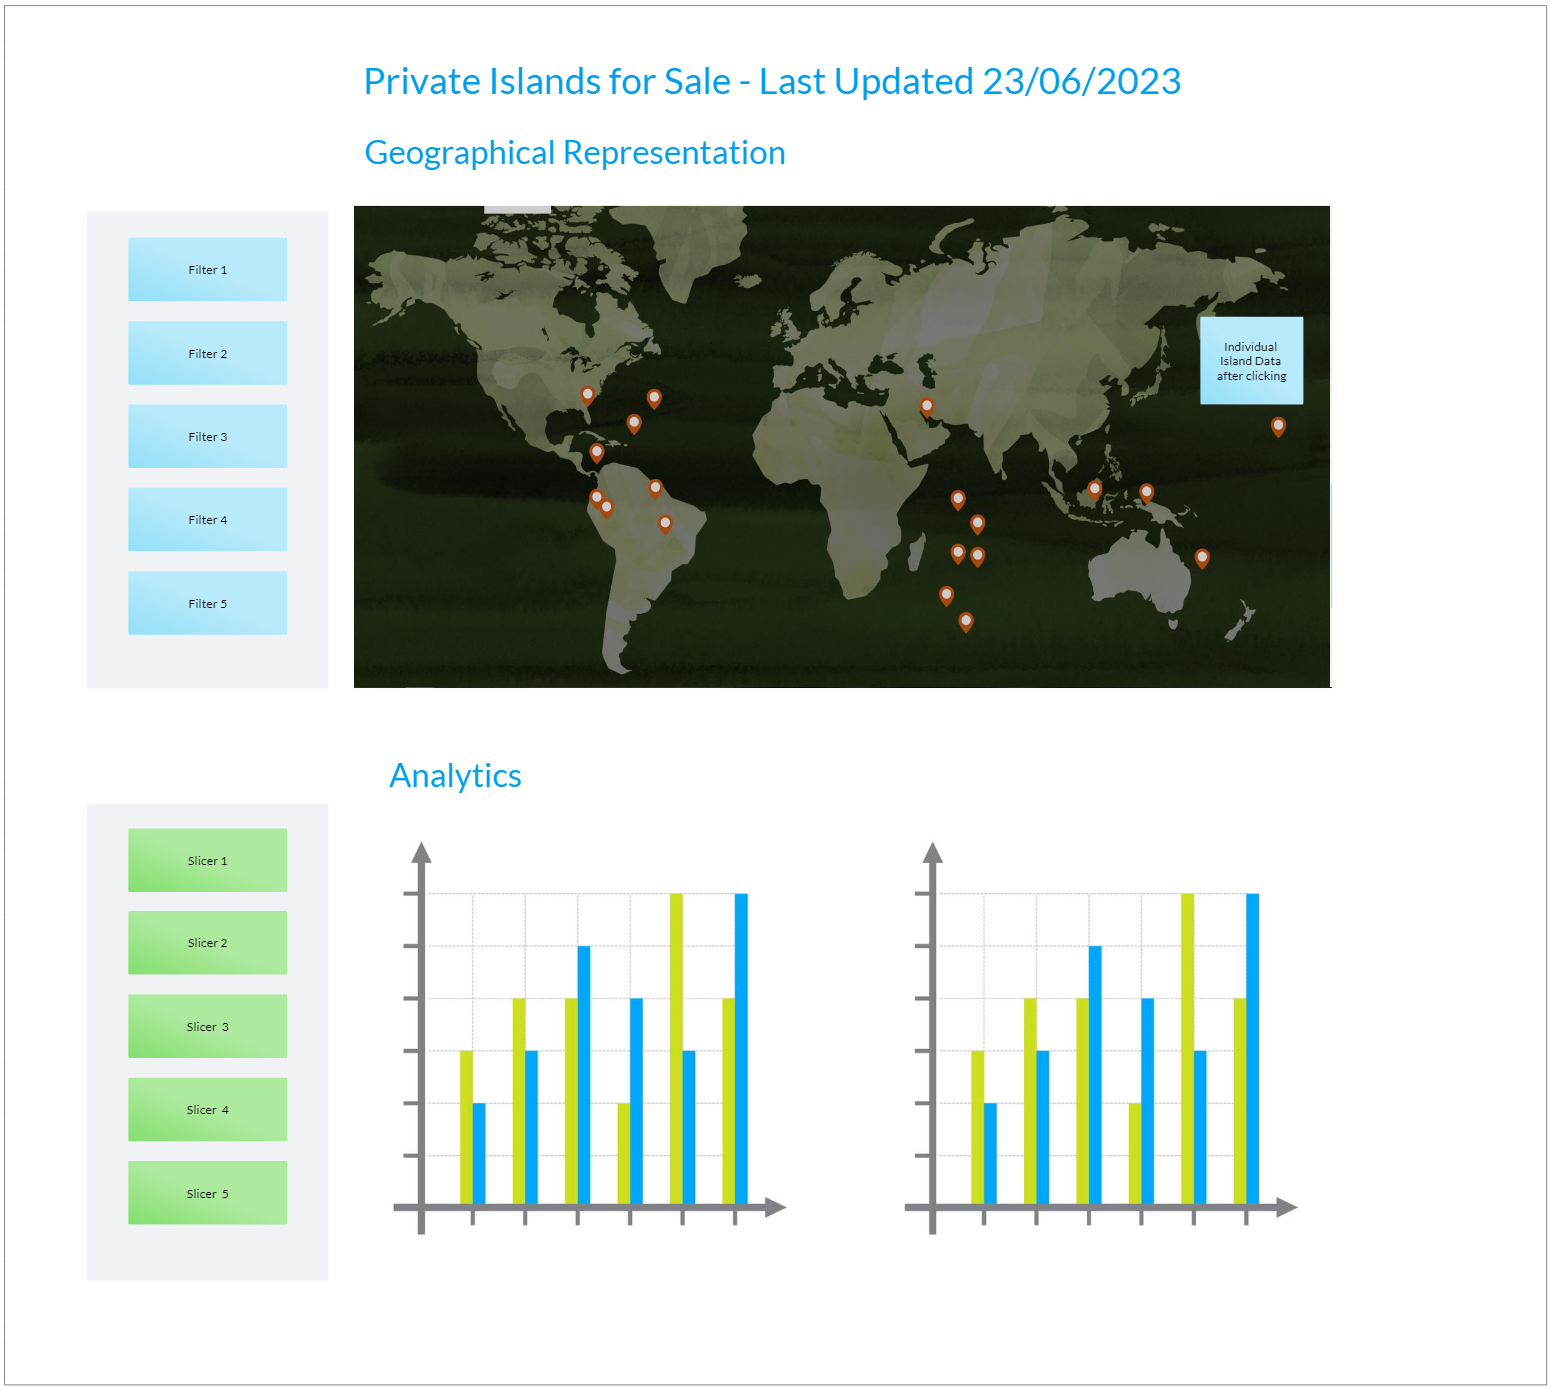 Private Islands for Sale - Last Updated 23/06/2023
Geographical Representation
Filter 1
Filter 2
Filter 3
Filter 4
Filter 5
Individual
Island Data
after clicking
Analytics
Slicer 1
Slicer 2
Slicer 3
Slicer 4
Slicer 5